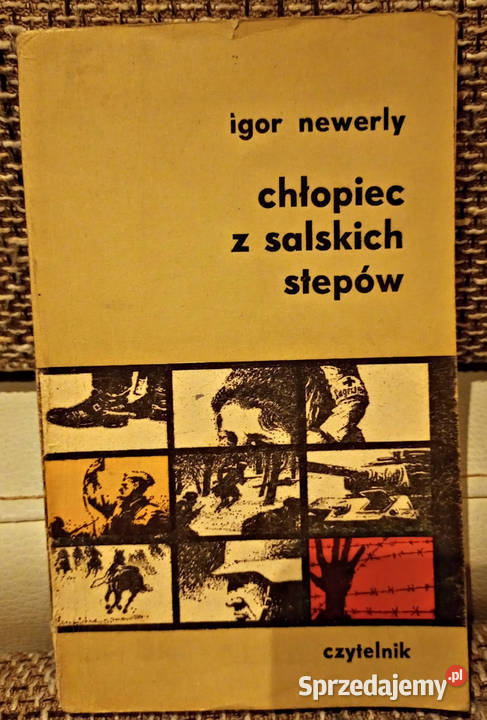 igor newerly
chłopiec
z salskich
stepów
czytelnik
Sprzedajemy.pl